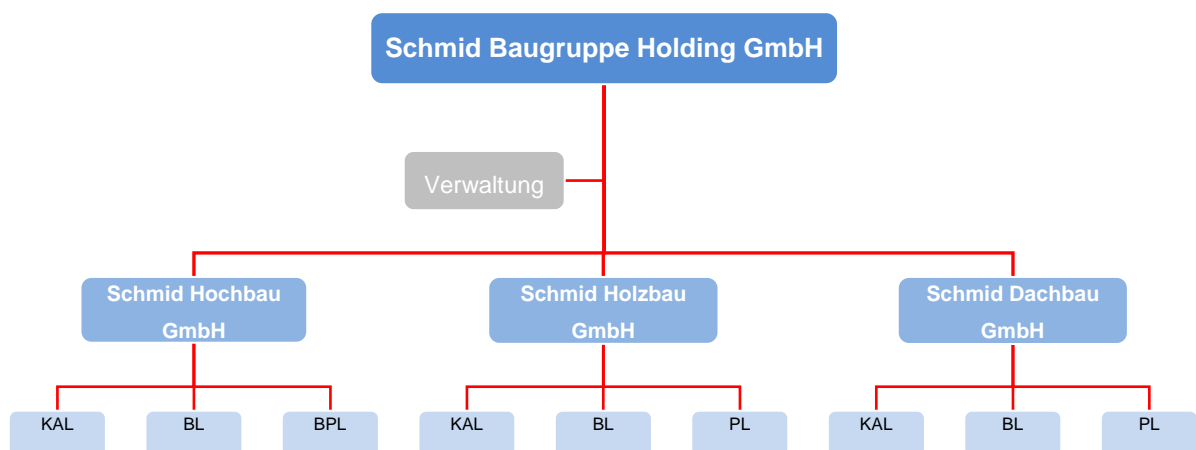 Schmid Baugruppe Holding GmbH
Verwaltung
Schmid Hochbau
GmbH
Schmid Holzbau
GmbH
Schmid Dachbau
GmbH
KAL
BL
BPL
KAL
BL
PL
KAL
BL
PL